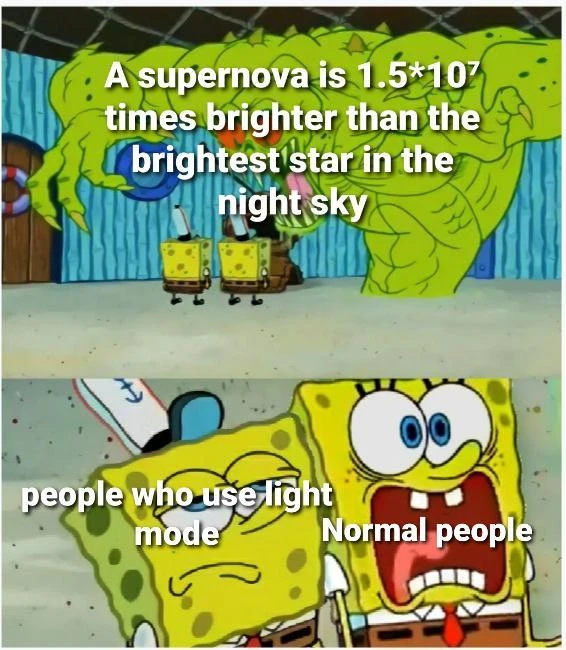 A supernova is 1.5*10⁷
times brighter than the
brightest star in the
night sky
people who use light
mode
Normal people